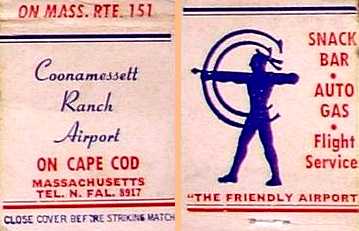 ON MASS. RTE. 151
Coonamessett
Ranch
Airport
ON CAPE COD
MASSACHUSETTS
TEL. N. FAL. 8917
CLOSE COVER BEFORE STRIKING MATCH
SNACK
BAR
•
AUTO
GAS
•
Flight
Service
"THE FRIENDLY AIRPORT